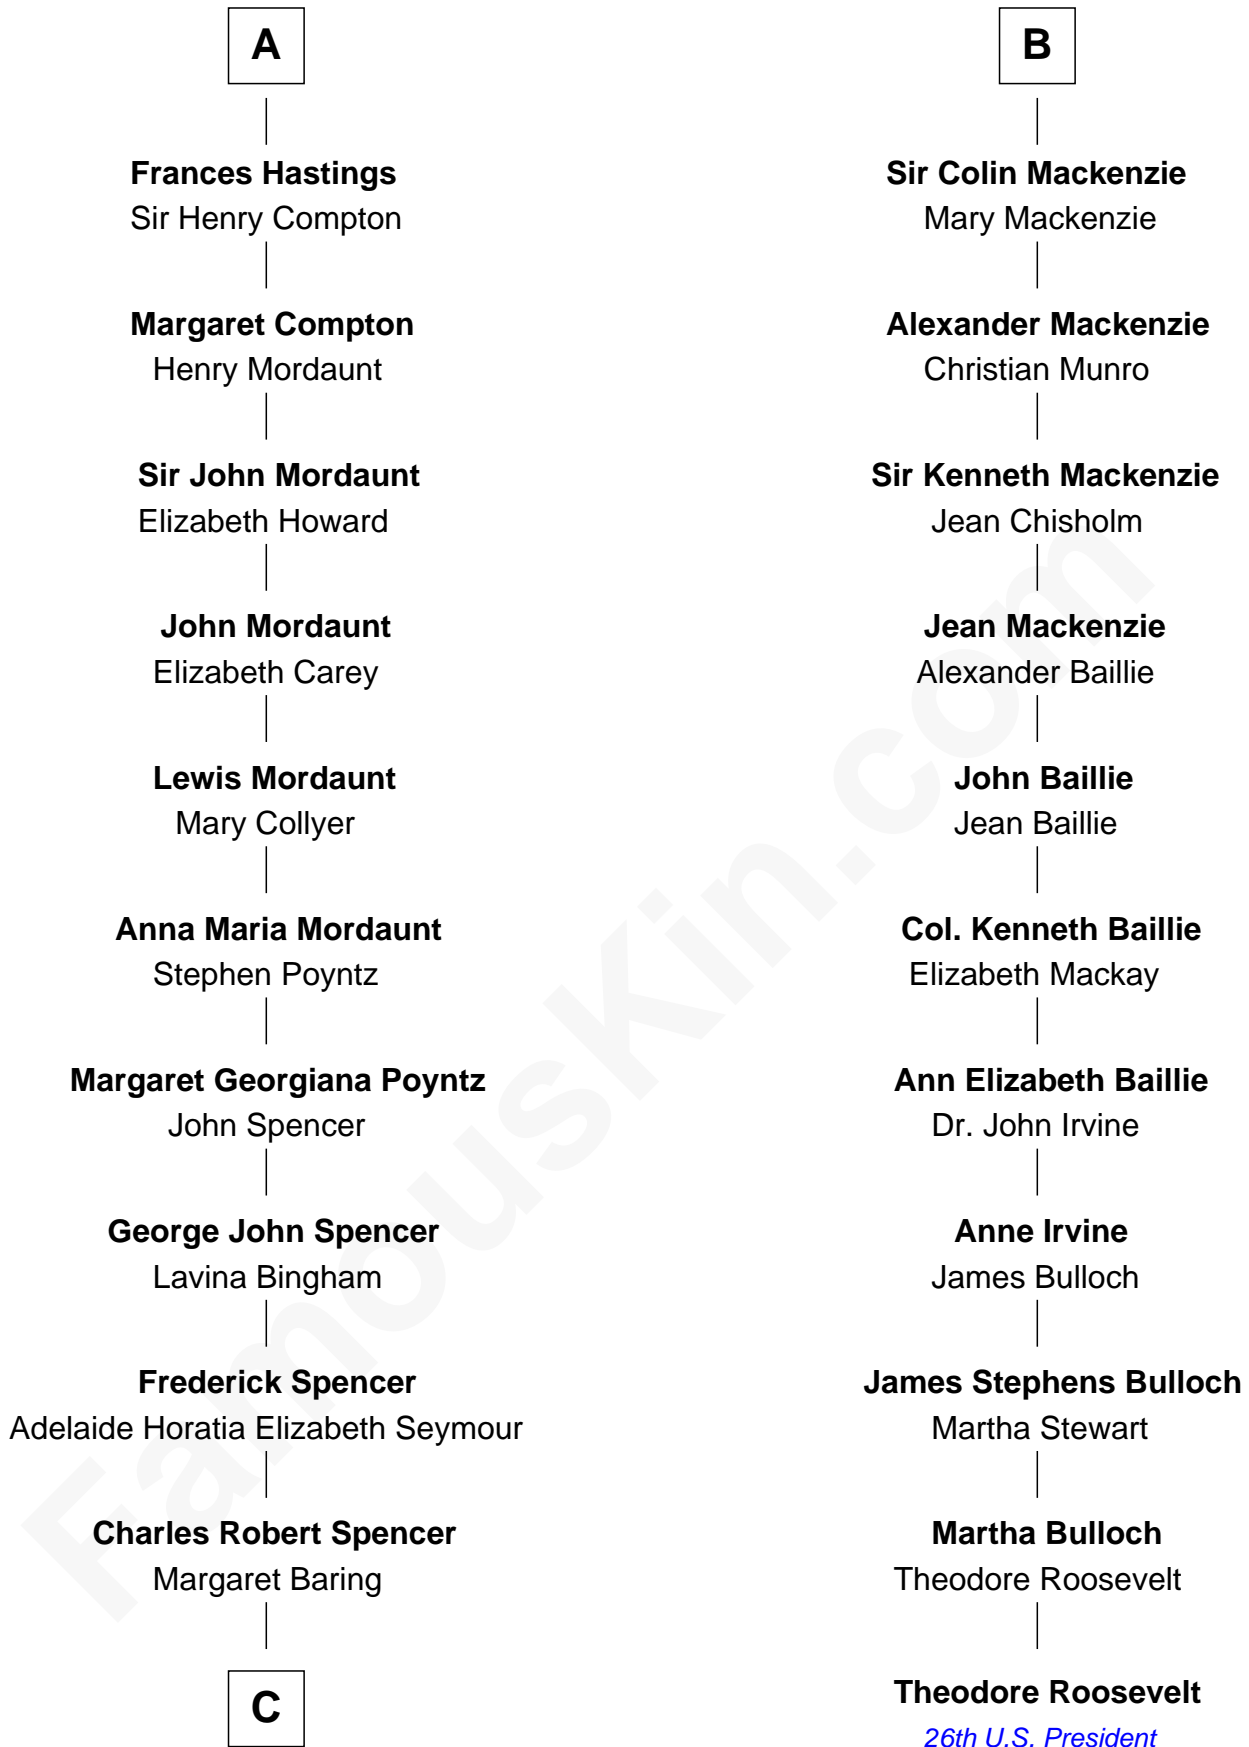 A
Frances Hastings
Sir Henry Compton
Margaret Compton
Henry Mordaunt
Sir John Mordaunt
Elizabeth Howard
John Mordaunt
Elizabeth Carey
Lewis Mordaunt
Mary Collyer
Anna Maria Mordaunt
Stephen Poyntz
Margaret Georgiana Poyntz
John Spencer
George John Spencer
Lavina Bingham
Frederick Spencer
Adelaide Horatia Elizabeth Seymour
Charles Robert Spencer
Margaret Baring
C
B
Sir Colin Mackenzie
Mary Mackenzie
Alexander Mackenzie
Christian Munro
Sir Kenneth Mackenzie
Jean Chisholm
Jean Mackenzie
Alexander Baillie
John Baillie
Jean Baillie
Col. Kenneth Baillie
Elizabeth Mackay
Ann Elizabeth Baillie
Dr. John Irvine
Anne Irvine
James Bulloch
James Stephens Bulloch
Martha Stewart
Martha Bulloch
Theodore Roosevelt
Theodore Roosevelt
26th U.S. President
FamousKin.com